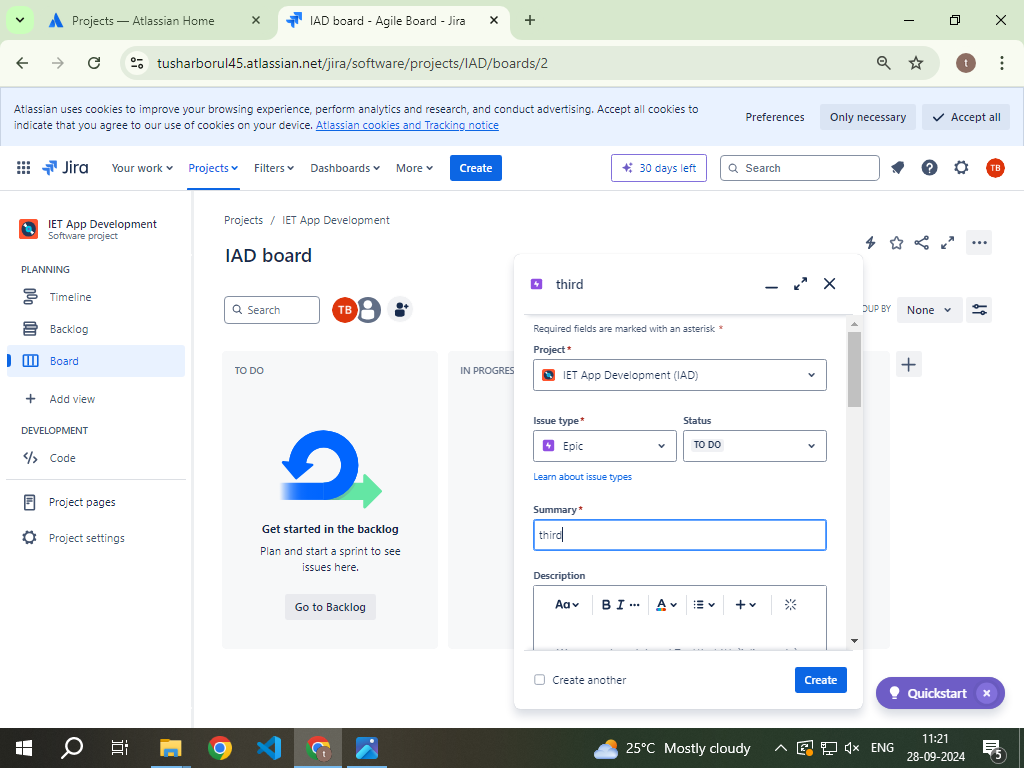 Projects — Atlassian Home
IAD board - Agile Board - Jira
tusharborul45.atlassian.net/jira/software/projects/IAD/boards/2
t
Atlassian uses cookies to improve your browsing experience, perform analytics and research, and conduct advertising. Accept all cookies to
indicate that you agree to our use of cookies on your device. Atlassian cookies and Tracking notice
Preferences
Only necessary
Accept all
Jira
Your work
Projects
Filters
Dashboards
More
Create
30 days left
Search
TB
IET App Development
Software project
PLANNING
Timeline
Backlog
Board
Add view
DEVELOPMENT
Code
Project pages
Project settings
Projects / IET App Development
IAD board
Search
TB
OUP BY
None
TO DO
Get started in the backlog
Plan and start a sprint to see
issues here.
Go to Backlog
IN PROGRES
third
Required fields are marked with an asterisk *
Project *
IET App Development (IAD)
Issue type *
Status
Epic
TO DO
Learn about issue types
Summary *
third
Description
Aa
B I ...
A
Create another
Create
Quickstart
25°C Mostly cloudy
ENG
11:21
28-09-2024
5